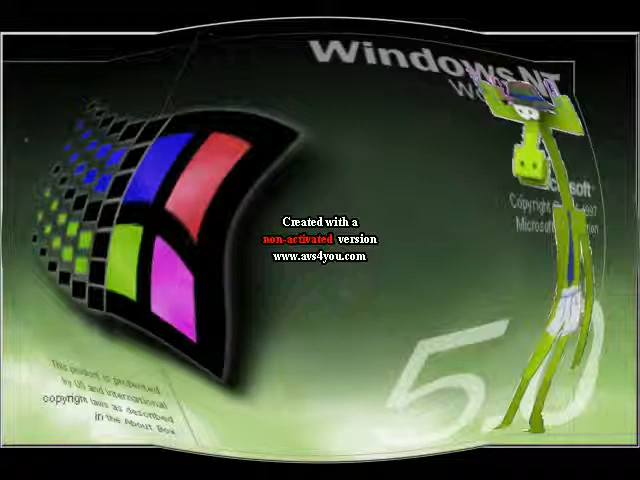 Windows NT
Created with a
non-activated version
www.avs4you.com
Copyright
Microsoft
5.0
This product is protected
by US and international
copyright laws as described
in the About Box